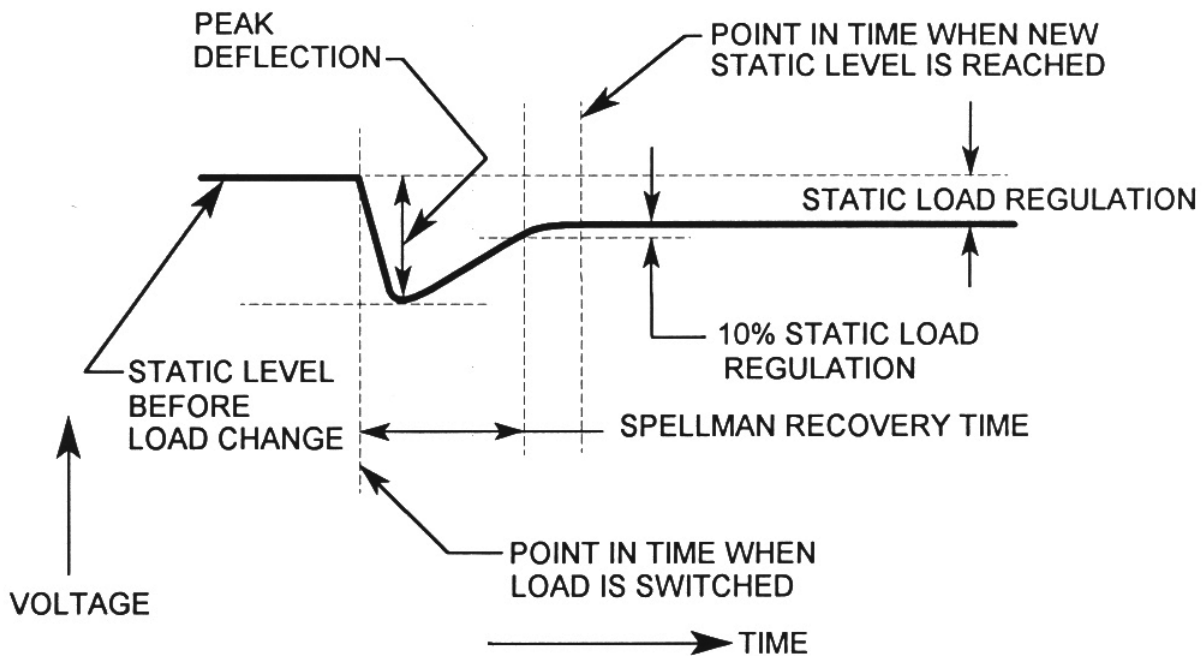 PEAK
DEFLECTION
POINT IN TIME WHEN NEW
STATIC LEVEL IS REACHED
STATIC LOAD REGULATION
10% STATIC LOAD
REGULATION
STATIC LEVEL
BEFORE
LOAD CHANGE
SPELLMAN RECOVERY TIME
POINT IN TIME WHEN
LOAD IS SWITCHED
VOLTAGE
TIME